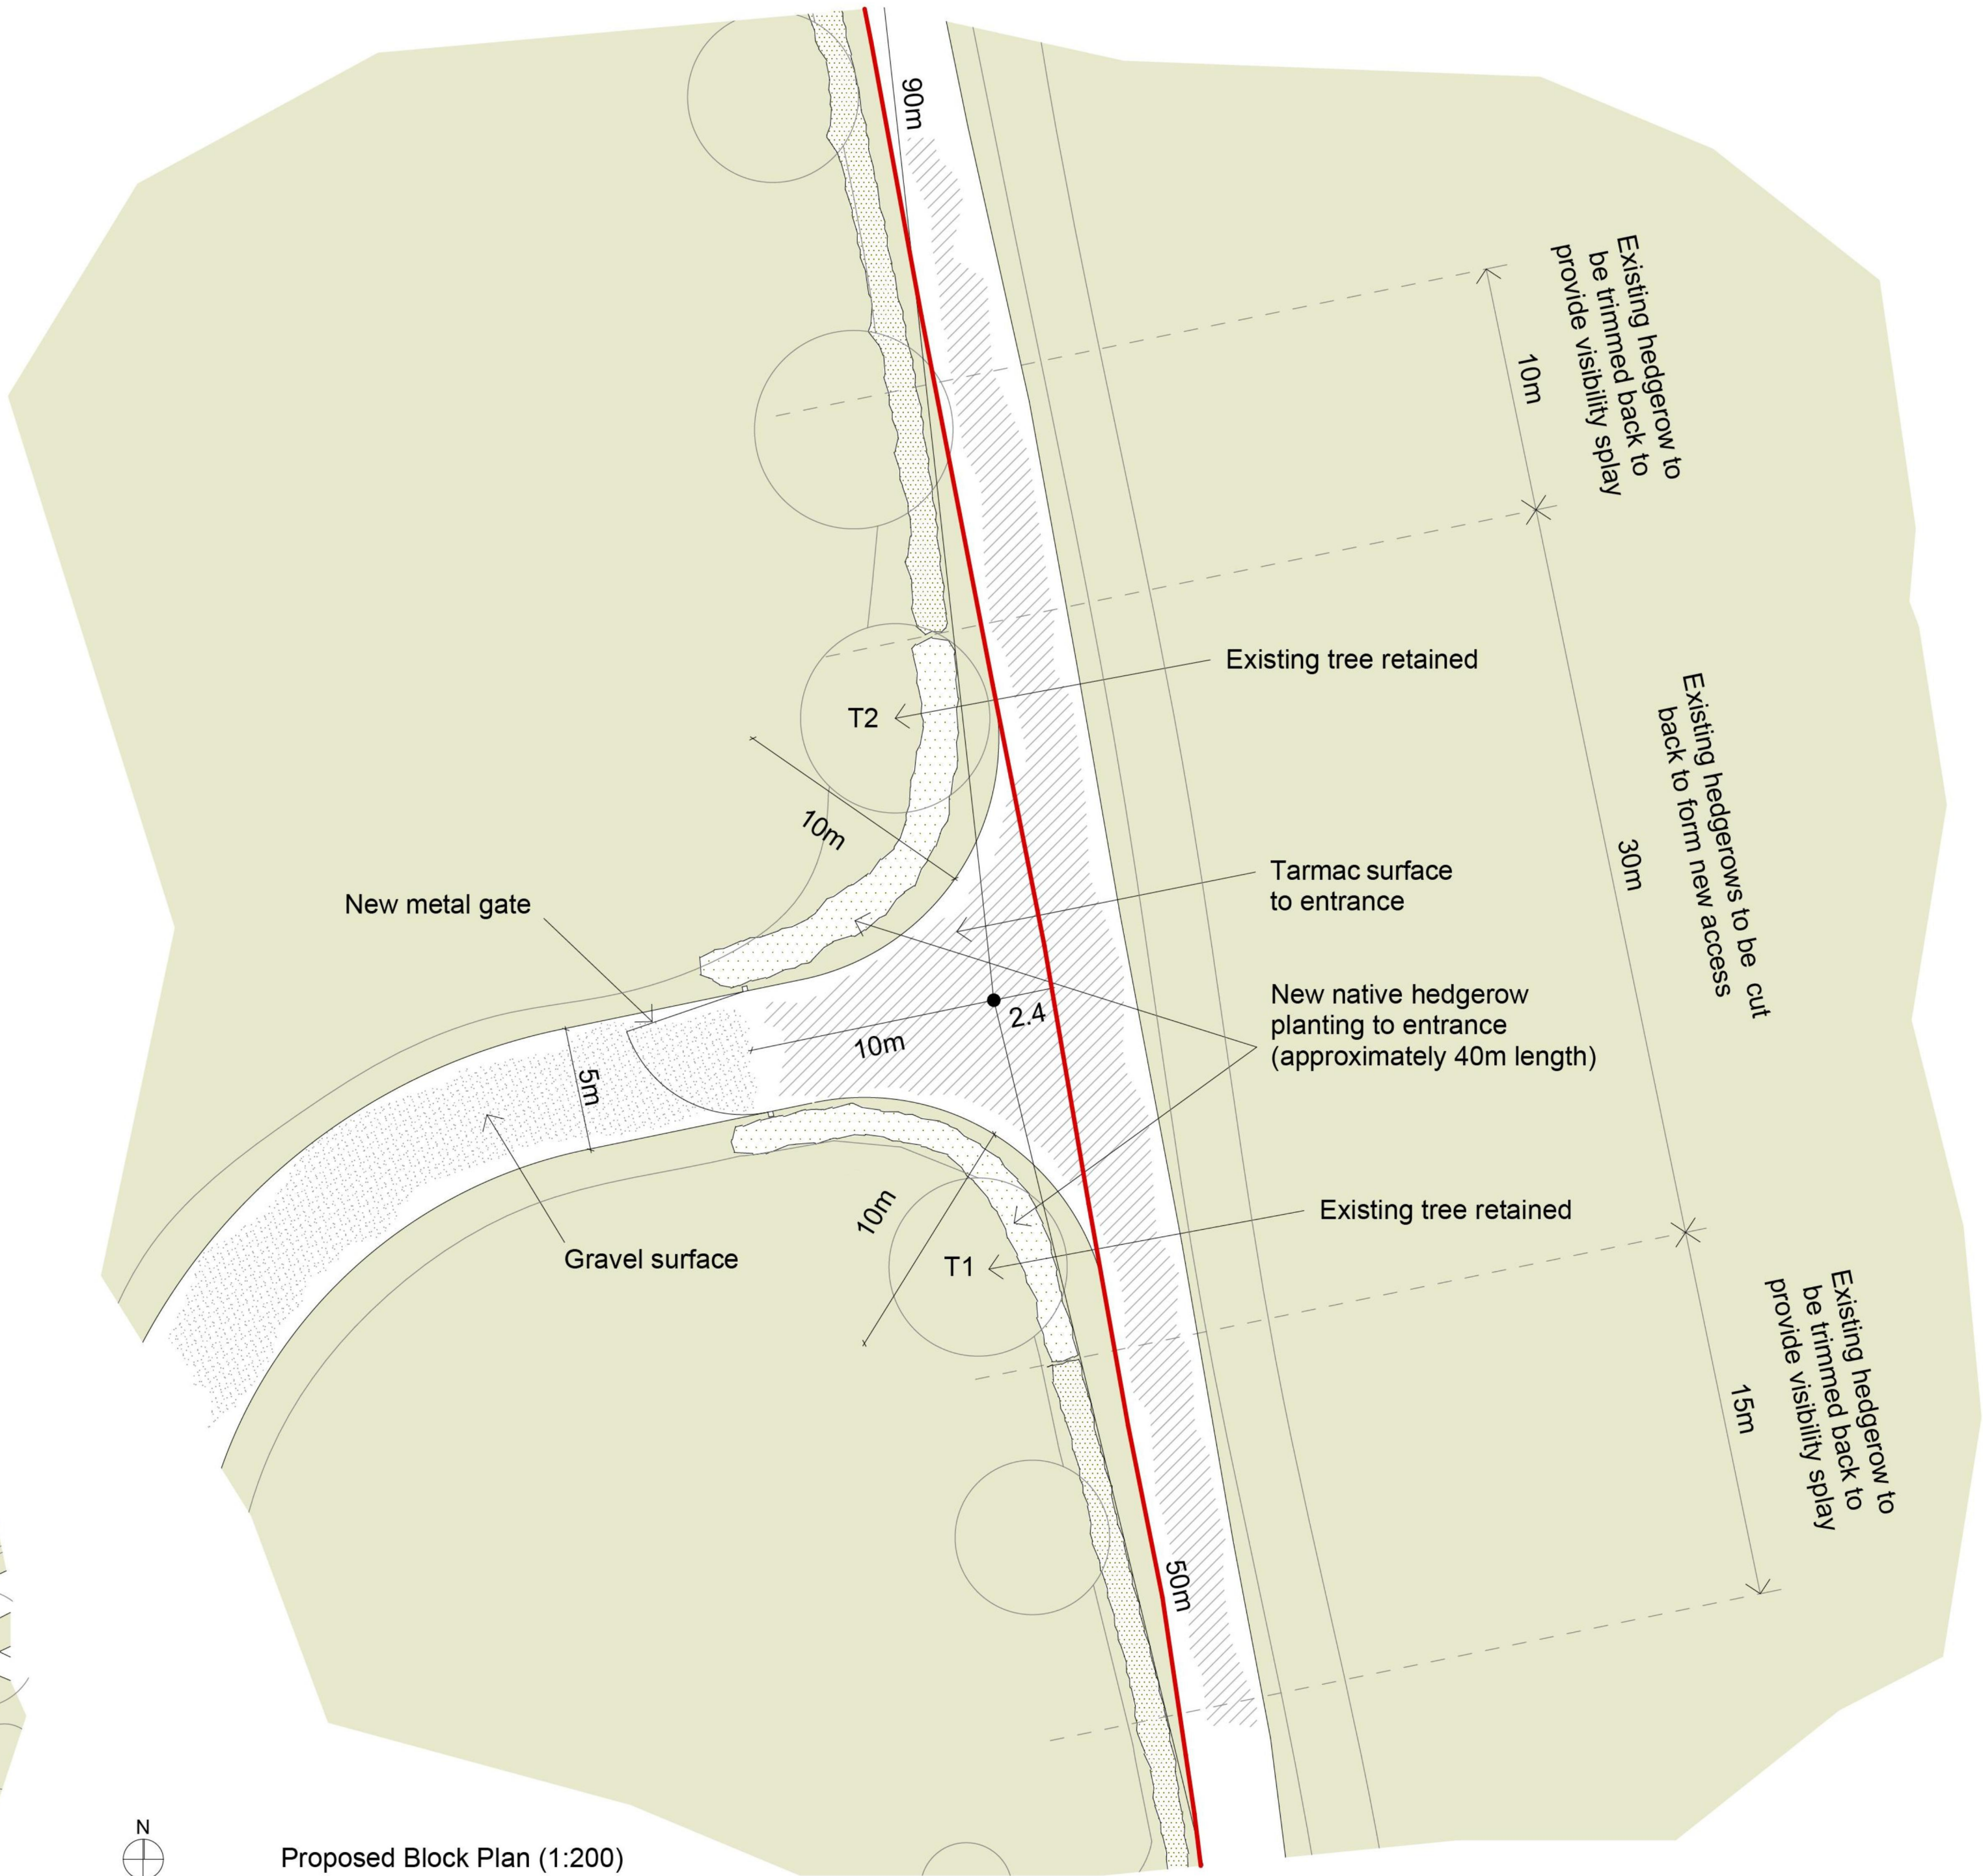 90m
Existing hedgerow to
be trimmed back to
provide visibility splay
10m
Existing tree retained
T2
Existing hedgerows to be  cut
back to form new access
10m
30m
Tarmac surface
to entrance
New metal gate
New native hedgerow
planting to entrance
(approximately 40m length)
2.4
10m
5m
10m
Existing tree retained
T1
Gravel surface
Existing hedgerow to
be trimmed back to
provide visibility splay
15m
50m
N
Proposed Block Plan (1:200)